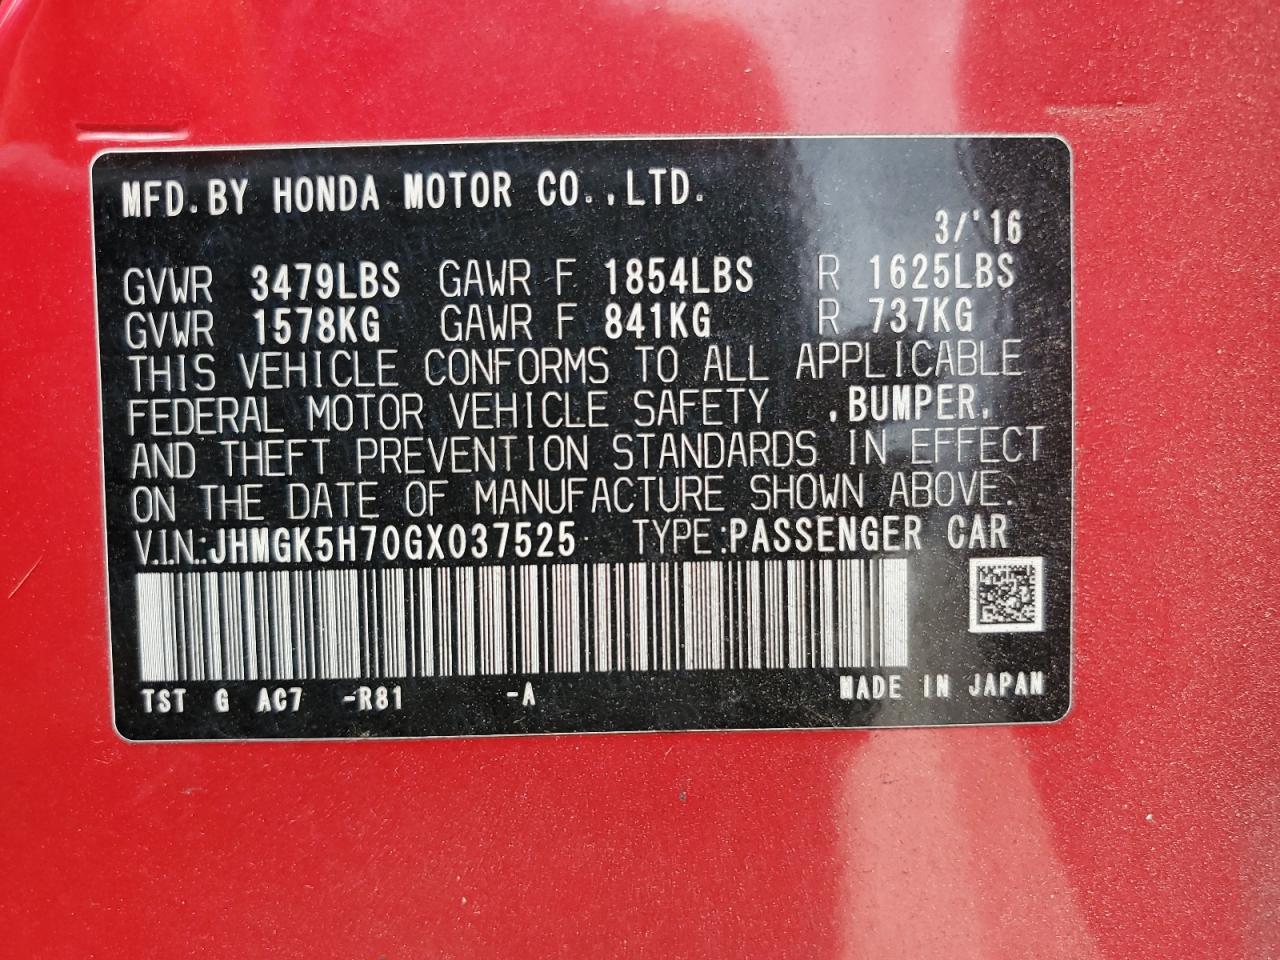 MFD. BY HONDA MOTOR CO.,LTD.
3/'16
GVWR 3479LBS GAWR F 1854LBS R 1625LBS
GVWR 1578KG GAWR F 841KG R 737KG
THIS VEHICLE CONFORMS TO ALL APPLICABLE
FEDERAL MOTOR VEHICLE SAFETY ,BUMPER,
AND THEFT PREVENTION STANDARDS IN EFFECT
ON THE DATE OF MANUFACTURE SHOWN ABOVE.
V.I.N.:JHMGK5H70GX037525 TYPE:PASSENGER CAR
TST G AC7 -R81 -A MADE IN JAPAN